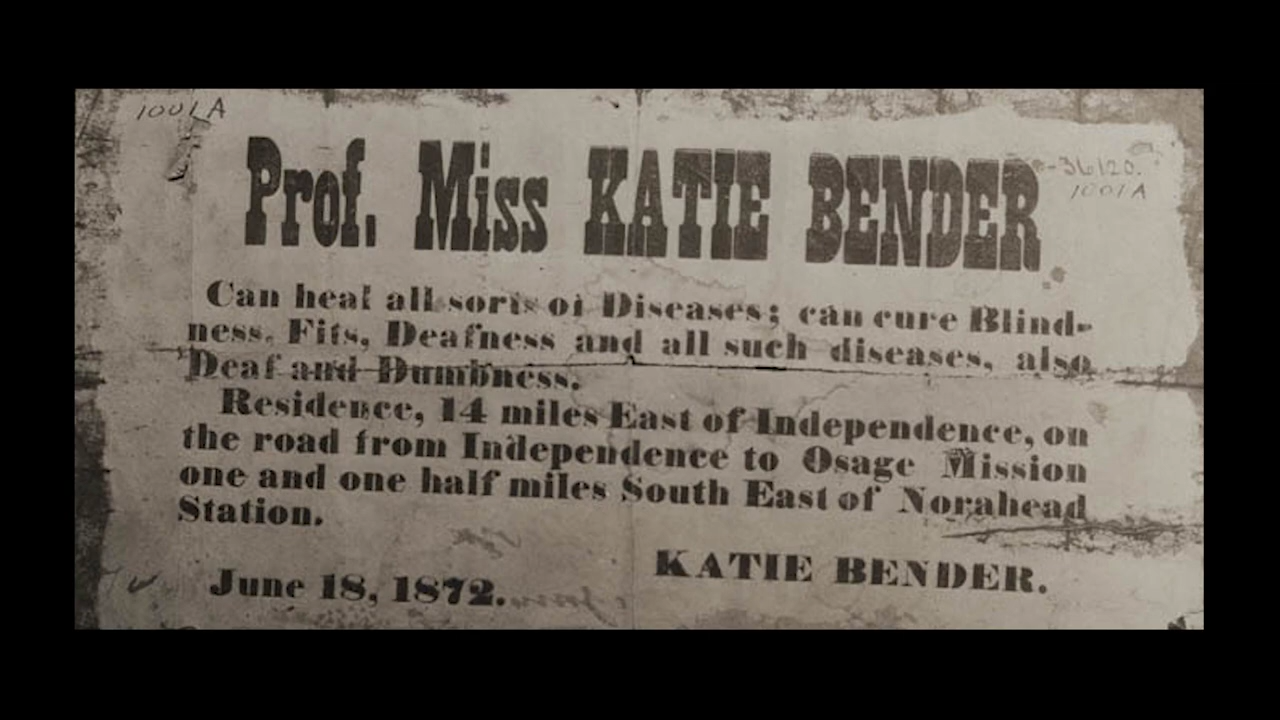 1001A
Prof. Miss KATIE BENDER
-36120.
1001A
Can heal all sorts of Diseases; can cure Blind-
ness, Fits, Deafness and all such diseases, also
Deaf and Dumbness.
Residence, 14 miles East of Independence, on
the road from Independence to Osage Mission
one and one half miles South East of Norahead
Station.
KATIE BENDER.
June 18, 1872.